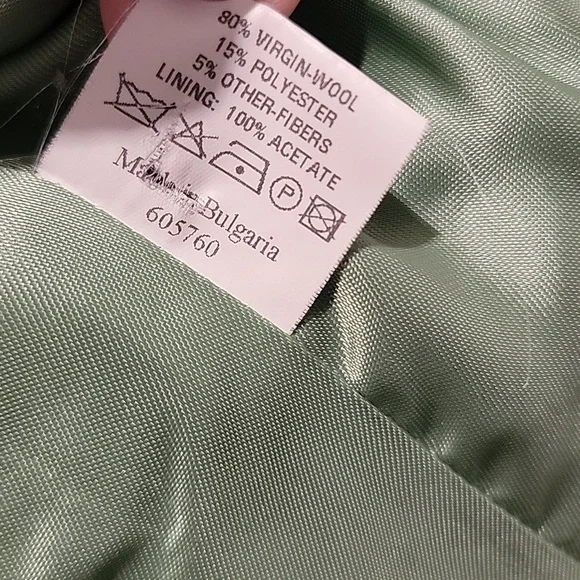 80% VIRGIN-WOOL
15% POLYESTER
5% OTHER-FIBERS
LINING: 100% ACETATE
P
Bulgaria
605760